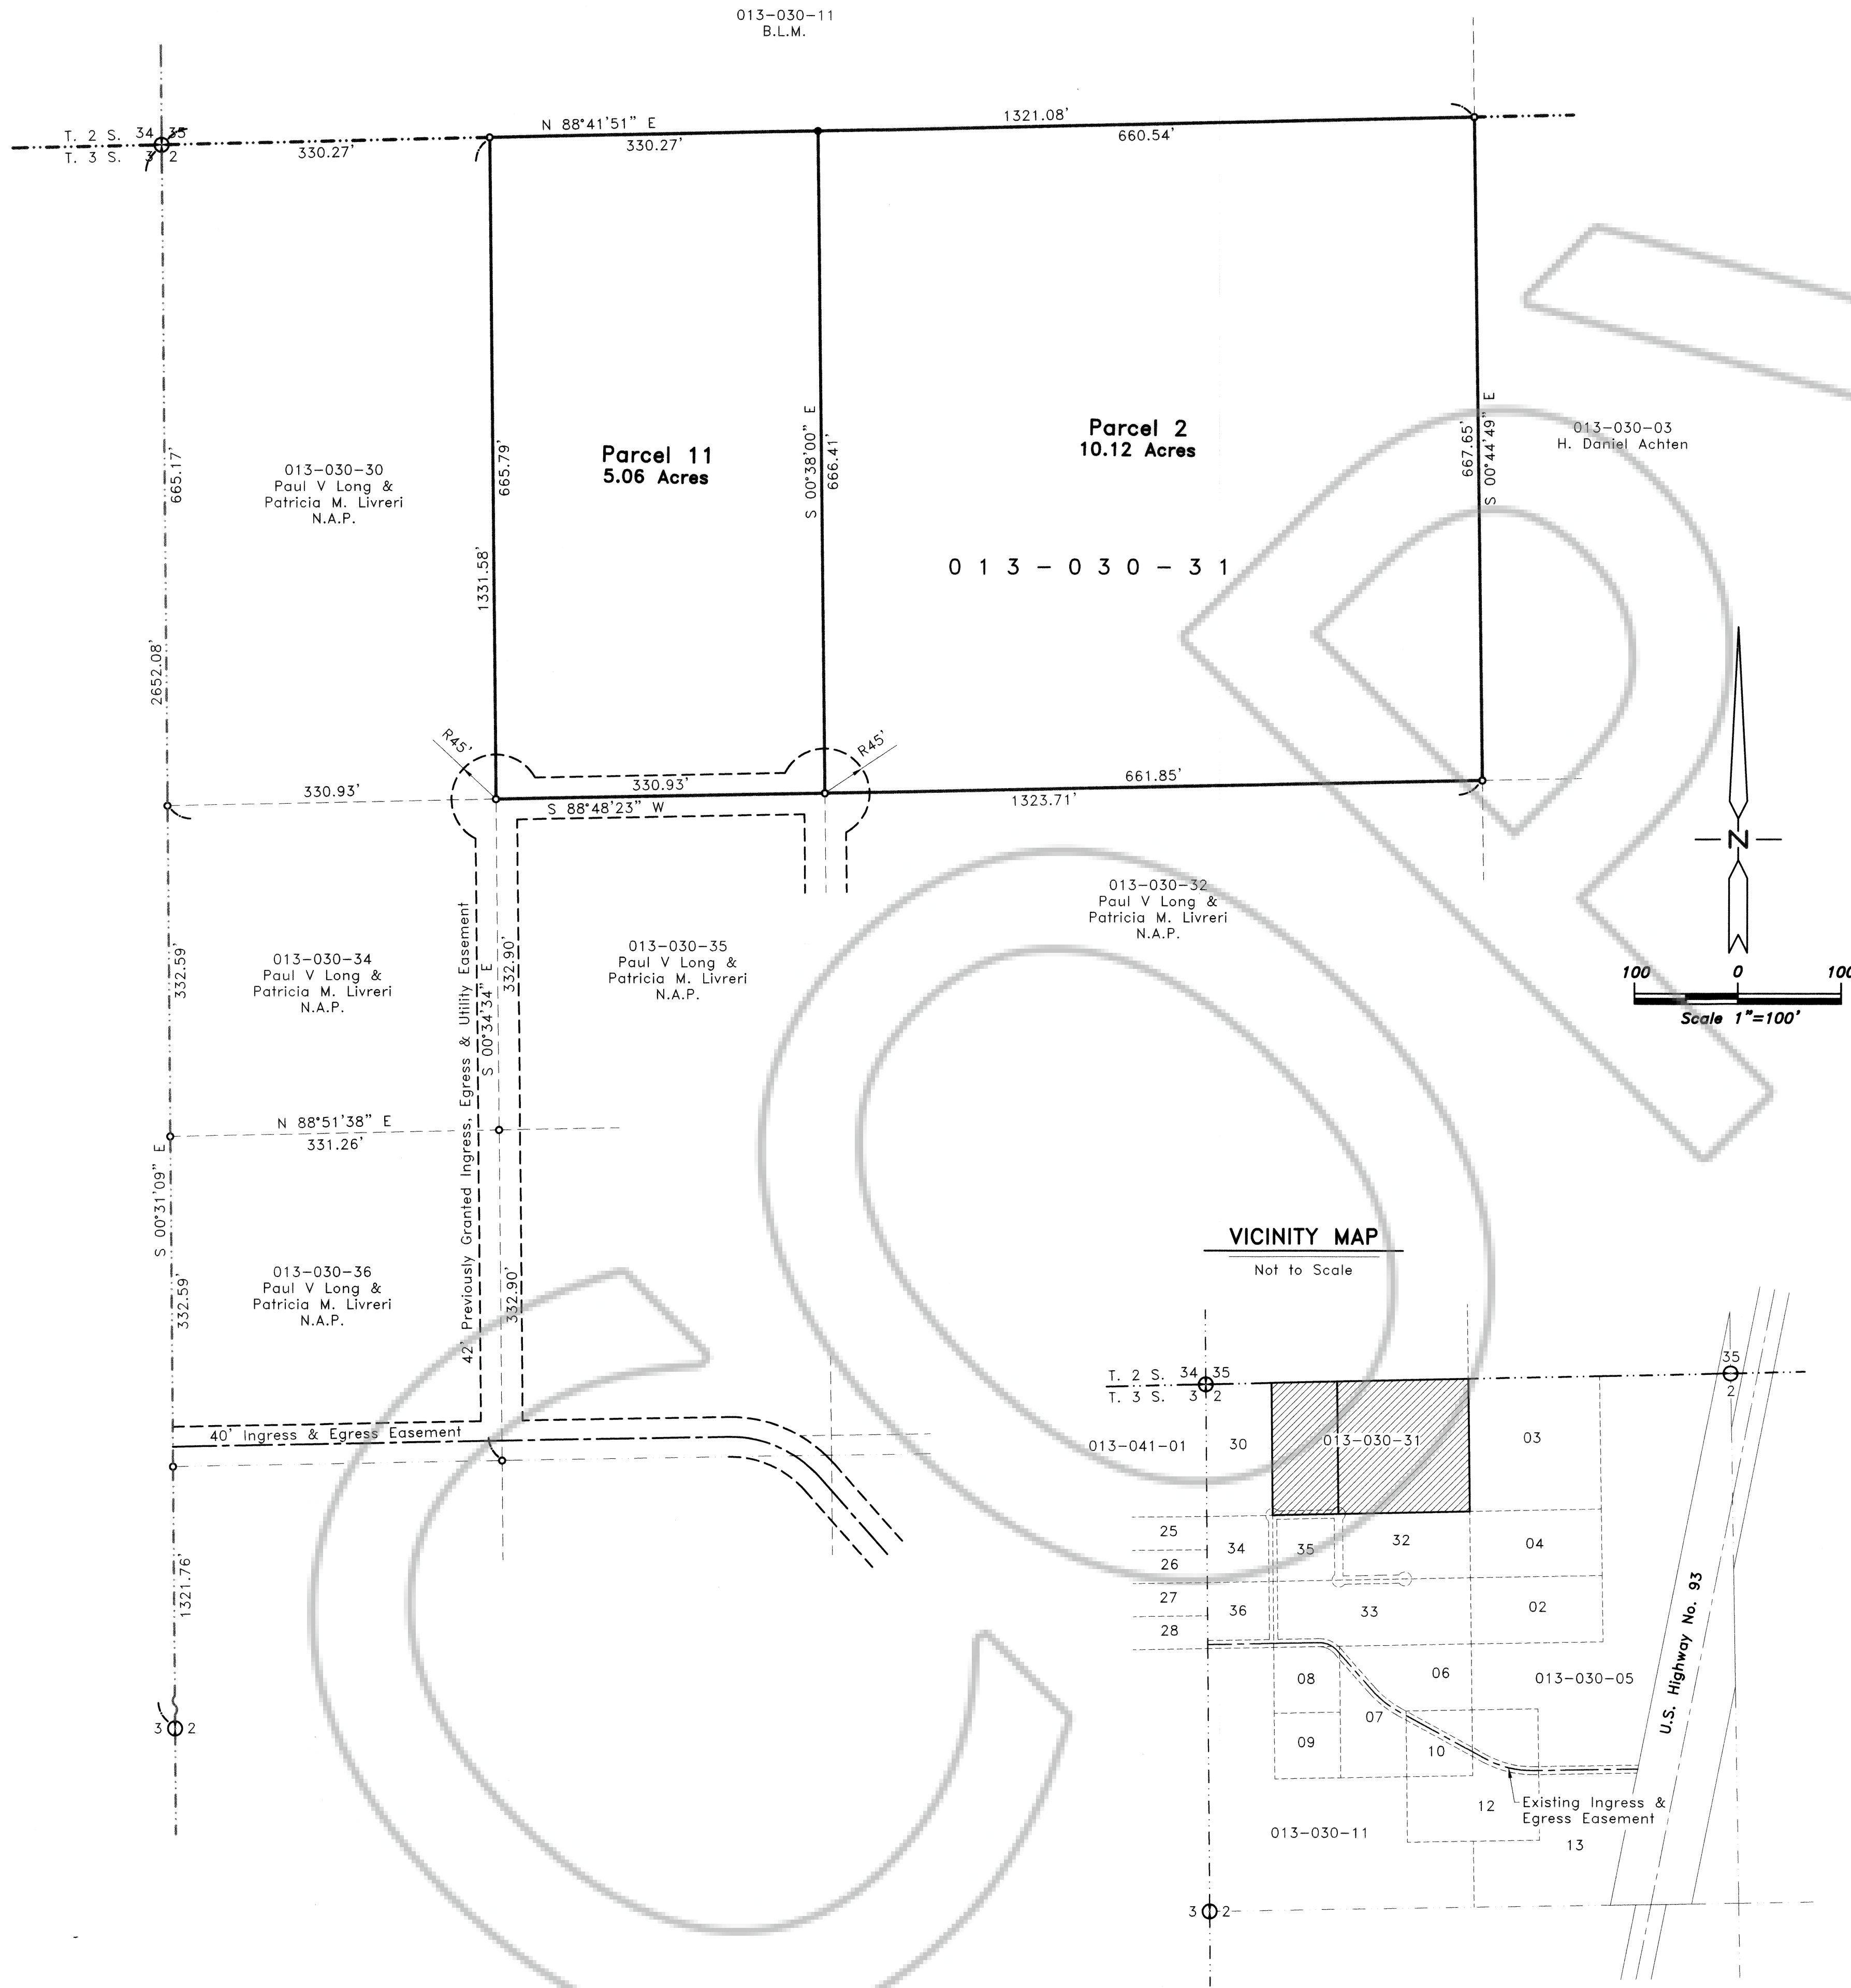 013-030-11
B.L.M.
T. 2 S. 34 35
T. 3 S. 3 2
330.27'
N 88°41'51" E
330.27'
1321.08'
660.54'
665.17'
2652.08'
013-030-30
Paul V Long &
Patricia M. Livreri
N.A.P.
665.79'
1331.58'
Parcel 11
5.06 Acres
S 00°38'00" E
666.41'
Parcel 2
10.12 Acres
013-030-31
667.65'
S 00°44'49" E
013-030-03
H. Daniel Achten
R45'
R45'
330.93'
330.93'
S 88°48'23" W
661.85'
1323.71'
N
100 0 100
Scale 1"=100'
013-030-32
Paul V Long &
Patricia M. Livreri
N.A.P.
332.59'
013-030-34
Paul V Long &
Patricia M. Livreri
N.A.P.
42' Previously Granted Ingress, Egress & Utility Easement
S 00°34'34" E
332.90'
013-030-35
Paul V Long &
Patricia M. Livreri
N.A.P.
N 88°51'38" E
331.26'
S 00°31'09" E
332.59'
013-030-36
Paul V Long &
Patricia M. Livreri
N.A.P.
332.90'
40' Ingress & Egress Easement
1321.76'
3 2
VICINITY MAP
Not to Scale
T. 2 S. 34 35
T. 3 S. 3 2
35
2
013-041-01
30
013-030-31
03
25
26
27
28
34
35
32
04
36
33
02
08
06
013-030-05
07
09
10
U.S. Highway No. 93
12
Existing Ingress &
Egress Easement
013-030-11
13
3 2
COP